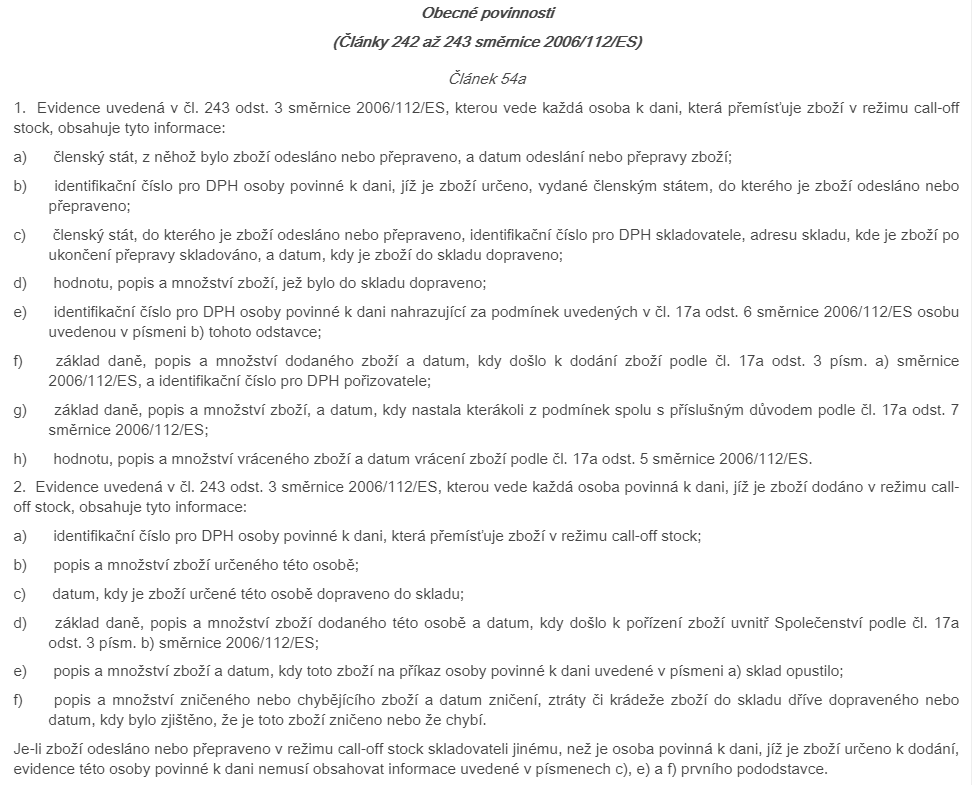 Obecné povinnosti
(Články 242 až 243 směrnice 2006/112/ES)
Článek 54a
1. Evidence uvedená v čl. 243 odst. 3 směrnice 2006/112/ES, kterou vede každá osoba k dani, která přemísťuje zboží v režimu call-off
stock, obsahuje tyto informace:
a) členský stát, z něhož bylo zboží odesláno nebo přepraveno, a datum odeslání nebo přepravy zboží;
b) identifikační číslo pro DPH osoby povinné k dani, jíž je zboží určeno, vydané členským státem, do kterého je zboží odesláno nebo
přepraveno;
c) členský stát, do kterého je zboží odesláno nebo přepraveno, identifikační číslo pro DPH skladovatele, adresu skladu, kde je zboží po
ukončení přepravy skladováno, a datum, kdy je zboží do skladu dopraveno;
d) hodnotu, popis a množství zboží, jež bylo do skladu dopraveno;
e) identifikační číslo pro DPH osoby povinné k dani nahrazující za podmínek uvedených v čl. 17a odst. 6 směrnice 2006/112/ES osobu
uvedenou v písmeni b) tohoto odstavce;
f) základ daně, popis a množství dodaného zboží a datum, kdy došlo k dodání zboží podle čl. 17a odst. 3 písm. a) směrnice
2006/112/ES, a identifikační číslo pro DPH pořizovatele;
g) základ daně, popis a množství zboží, a datum, kdy nastala kterákoli z podmínek spolu s příslušným důvodem podle čl. 17a odst. 7
směrnice 2006/112/ES;
h) hodnotu, popis a množství vráceného zboží a datum vrácení zboží podle čl. 17a odst. 5 směrnice 2006/112/ES.
2. Evidence uvedená v čl. 243 odst. 3 směrnice 2006/112/ES, kterou vede každá osoba povinná k dani, jíž je zboží dodáno v režimu call-
off stock, obsahuje tyto informace:
a) identifikační číslo pro DPH osoby povinné k dani, která přemísťuje zboží v režimu call-off stock;
b) popis a množství zboží určeného této osobě;
c) datum, kdy je zboží určené této osobě dopraveno do skladu;
d) základ daně, popis a množství zboží dodaného této osobě a datum, kdy došlo k pořízení zboží uvnitř Společenství podle čl. 17a
odst. 3 písm. b) směrnice 2006/112/ES;
e) popis a množství zboží a datum, kdy toto zboží na příkaz osoby povinné k dani uvedené v písmeni a) sklad opustilo;
f) popis a množství zničeného nebo chybějícího zboží a datum zničení, ztráty či krádeže zboží do skladu dříve dopraveného nebo
datum, kdy bylo zjištěno, že je toto zboží zničeno nebo že chybí.
Je-li zboží odesláno nebo přepraveno v režimu call-off stock skladovateli jinému, než je osoba povinná k dani, jíž je zboží určeno k dodání,
evidence této osoby povinné k dani nemusí obsahovat informace uvedené v písmenech c), e) a f) prvního pododstavce.